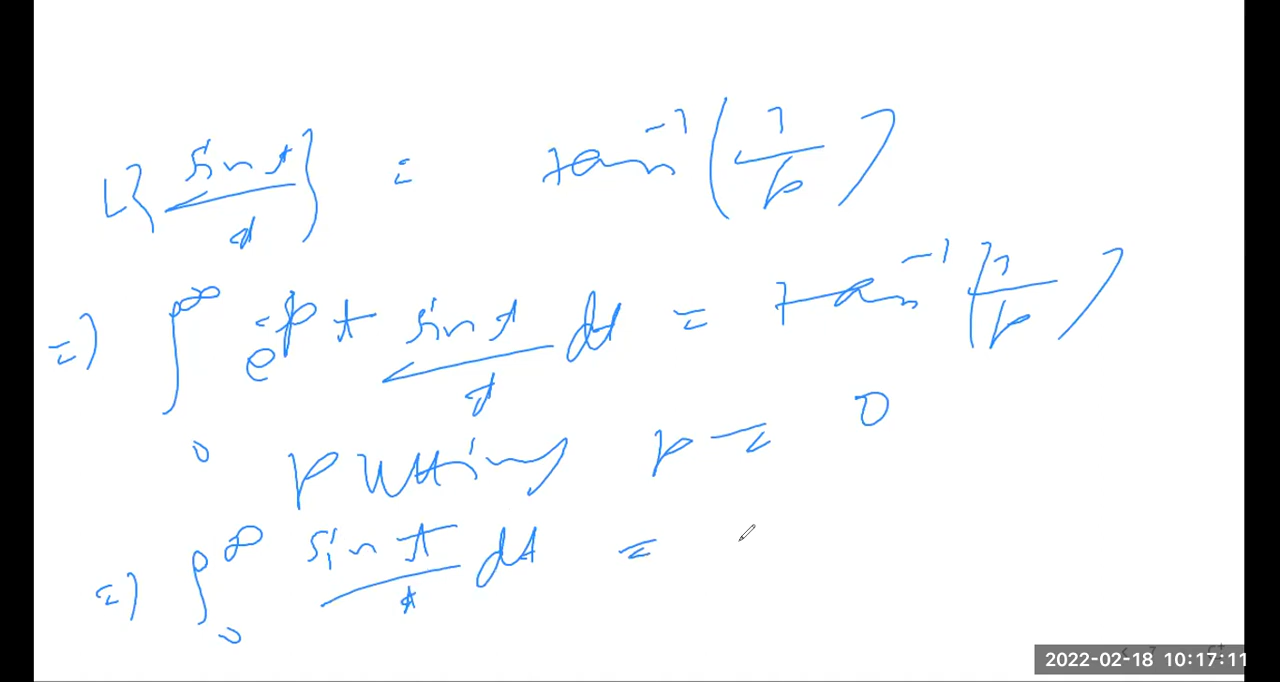 L{ sin t / t } = tan⁻¹(1/p)
=) ∫₀^∞ e^{-pt} sin t / t dt = tan⁻¹(1/p)
putting p = 0
=) ∫₀^∞ sin t / t dt =
2022-02-18 10:17:11